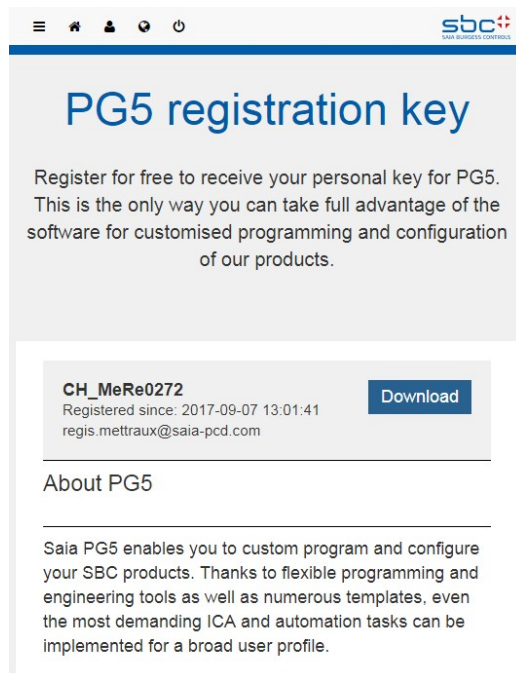 sbc
SAIA BURGESS CONTROLS
PG5 registration key
Register for free to receive your personal key for PG5.
This is the only way you can take full advantage of the
software for customised programming and configuration
of our products.
CH_MeRe0272
Download
Registered since: 2017-09-07 13:01:41
regis.mettraux@saia-pcd.com
About PG5
Saia PG5 enables you to custom program and configure
your SBC products. Thanks to flexible programming and
engineering tools as well as numerous templates, even
the most demanding ICA and automation tasks can be
implemented for a broad user profile.